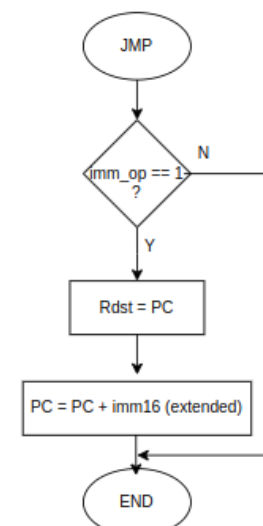 JMP
N
imm_op == 1
?
Y
Rdst = PC
PC = PC + imm16 (extended)
END